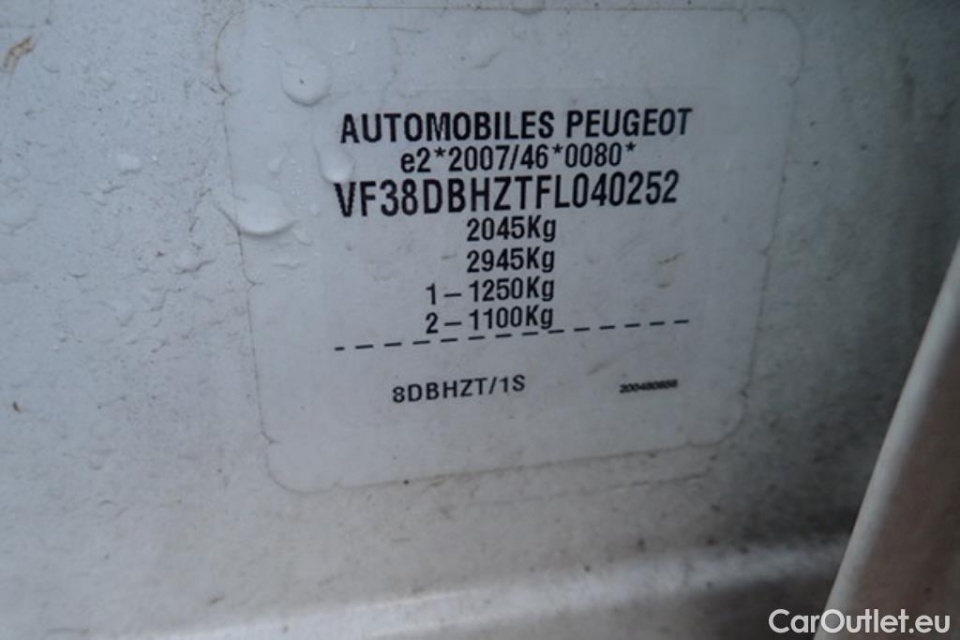 AUTOMOBILES PEUGEOT
e2*2007/46*0080*
VF38DBHZTFL040252
2045Kg
2945Kg
1-1250Kg
2-1100Kg
8DBHZT/1S
CarOutlet.eu